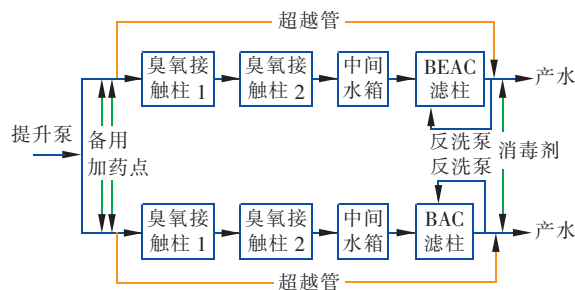 超越管
臭氧接
触柱 1
臭氧接
触柱 2
中间
水箱
BEAC
滤柱
产水
提升泵
备用
加药点
反洗泵
反洗泵
消毒剂
臭氧接
触柱 1
臭氧接
触柱 2
中间
水箱
BAC
滤柱
产水
超越管